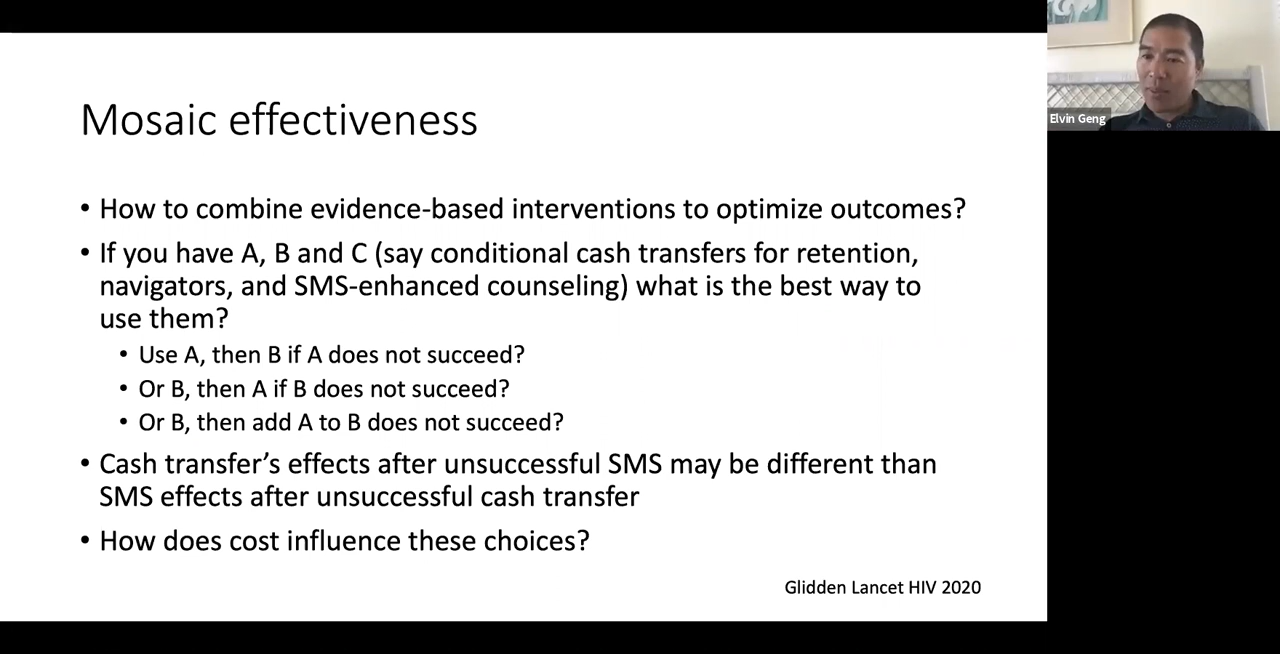 Mosaic effectiveness
• How to combine evidence-based interventions to optimize outcomes?
• If you have A, B and C (say conditional cash transfers for retention,
navigators, and SMS-enhanced counseling) what is the best way to
use them?
• Use A, then B if A does not succeed?
• Or B, then A if B does not succeed?
• Or B, then add A to B does not succeed?
• Cash transfer’s effects after unsuccessful SMS may be different than
SMS effects after unsuccessful cash transfer
• How does cost influence these choices?
Glidden Lancet HIV 2020
Elvin Geng